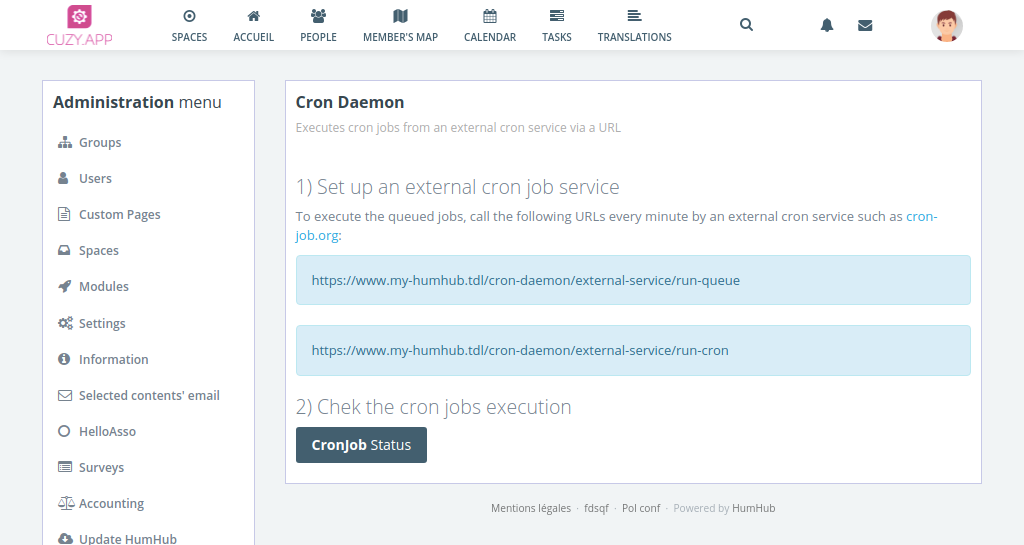 CUZY.APP
SPACES
ACCUEIL
PEOPLE
MEMBER'S MAP
CALENDAR
TASKS
TRANSLATIONS
Administration menu
Groups
Users
Custom Pages
Spaces
Modules
Settings
Information
Selected contents' email
HelloAsso
Surveys
Accounting
Update HumHub
Cron Daemon
Executes cron jobs from an external cron service via a URL
1) Set up an external cron job service
To execute the queued jobs, call the following URLs every minute by an external cron service such as cron-
job.org:
https://www.my-humhub.tdl/cron-daemon/external-service/run-queue
https://www.my-humhub.tdl/cron-daemon/external-service/run-cron
2) Chek the cron jobs execution
CronJob Status
Mentions légales · fdsqf · Pol conf · Powered by HumHub